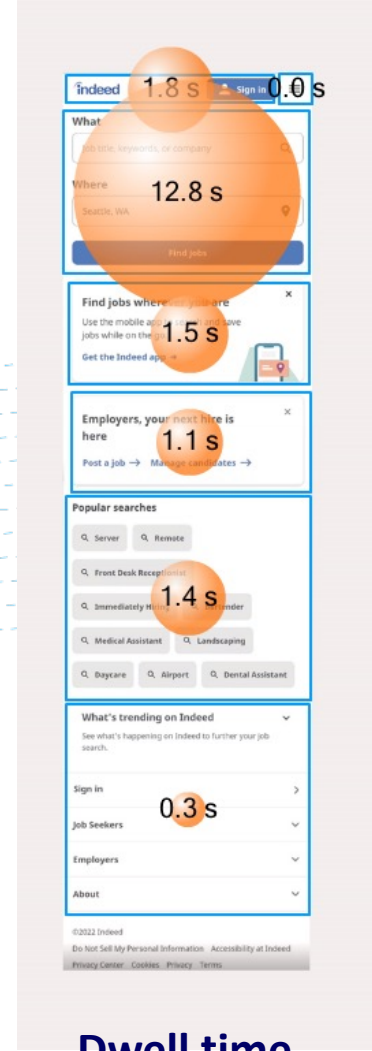 indeed 1.8 s Sign in 0.0 s
What
Job title, keywords, or company
Where
12.8 s
Seattle, WA
Find jobs
Find jobs wherever you are
Use the mobile app to search and save
jobs while on the go
1.5 s
Get the Indeed app →
Employers, your next hire is
here
1.1 s
Post a job → Manage candidates →
Popular searches
Server Remote
Front Desk Receptionist
Immediately Hiring Bartender
1.4 s
Medical Assistant Landscaping
Daycare Airport Dental Assistant
What's trending on Indeed
See what's happening on Indeed to further your job
search.
Sign in
0.3 s
Job Seekers
Employers
About
©2022 Indeed
Do Not Sell My Personal Information Accessibility at Indeed
Privacy Center Cookies Privacy Terms
Dwell time